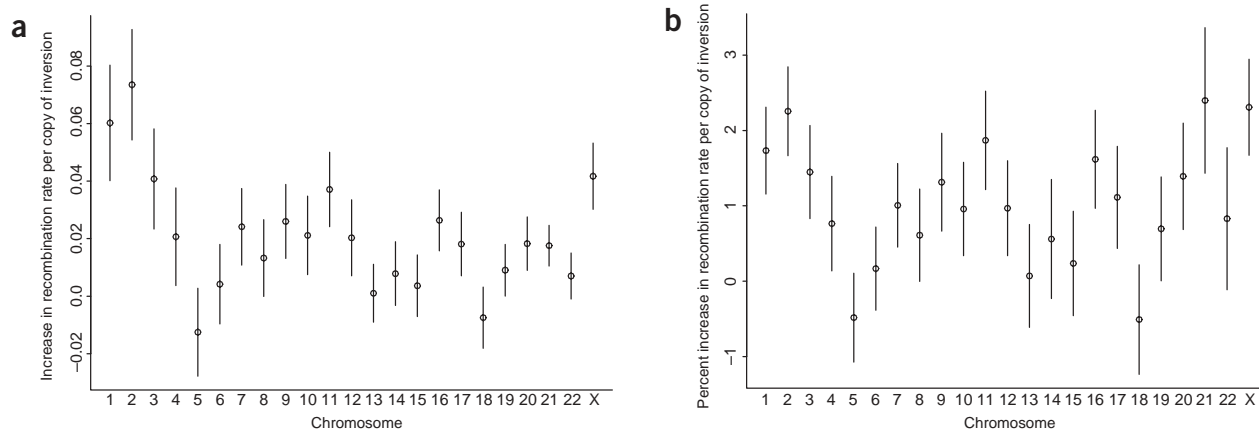 a
Increase in recombination rate per copy of inversion
0.08
0.06
0.04
0.02
0.0
−0.02
1 2 3 4 5 6 7 8 9 10 11 12 13 14 15 16 17 18 19 20 21 22 X
Chromosome
b
Percent increase in recombination rate per copy of inversion
3
2
1
0
−1
1 2 3 4 5 6 7 8 9 10 11 12 13 14 15 16 17 18 19 20 21 22 X
Chromosome